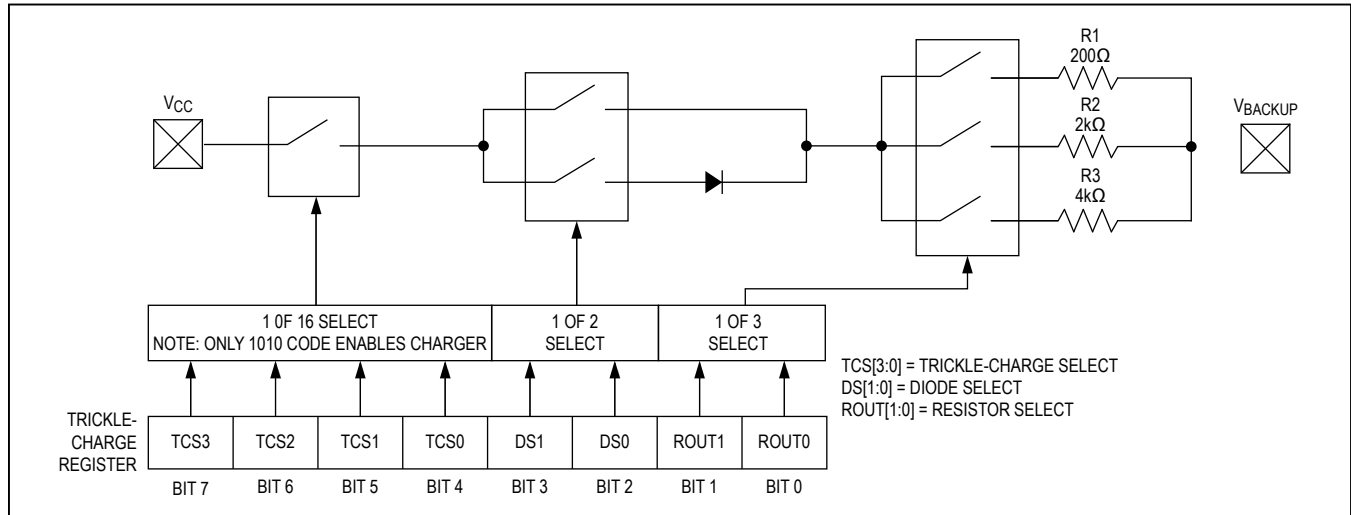 R1
200Ω
VCC
R2
2kΩ
VBACKUP
R3
4kΩ
1 0F 16 SELECT
NOTE: ONLY 1010 CODE ENABLES CHARGER
1 OF 2
SELECT
1 OF 3
SELECT
TCS[3:0] = TRICKLE-CHARGE SELECT
DS[1:0] = DIODE SELECT
ROUT[1:0] = RESISTOR SELECT
TRICKLE-
CHARGE
REGISTER
TCS3 TCS2 TCS1 TCS0 DS1 DS0 ROUT1 ROUT0
BIT 7 BIT 6 BIT 5 BIT 4 BIT 3 BIT 2 BIT 1 BIT 0